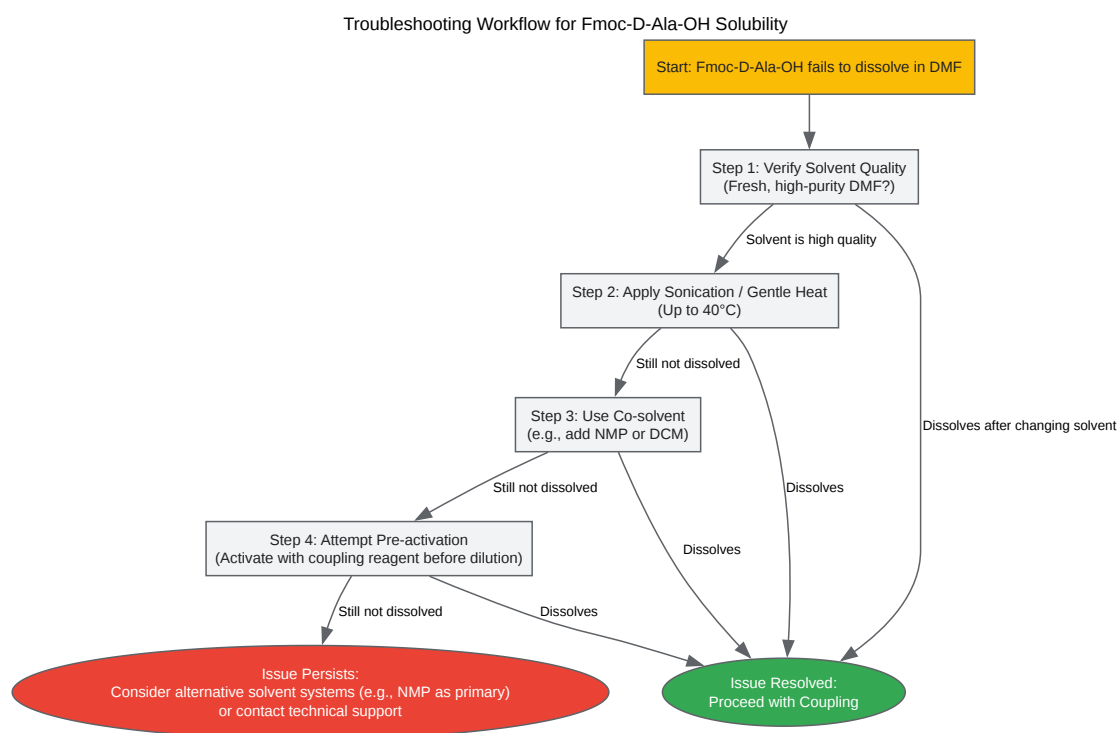 Troubleshooting Workflow for Fmoc-D-Ala-OH Solubility
Start: Fmoc-D-Ala-OH fails to dissolve in DMF
Step 1: Verify Solvent Quality
(Fresh, high-purity DMF?)
Solvent is high quality
Step 2: Apply Sonication / Gentle Heat
(Up to 40°C)
Still not dissolved
Step 3: Use Co-solvent
(e.g., add NMP or DCM)
Dissolves after changing solvent
Still not dissolved
Dissolves
Step 4: Attempt Pre-activation
(Activate with coupling reagent before dilution)
Dissolves
Still not dissolved
Dissolves
Issue Persists:
Consider alternative solvent systems (e.g., NMP as primary)
or contact technical support
Issue Resolved:
Proceed with Coupling